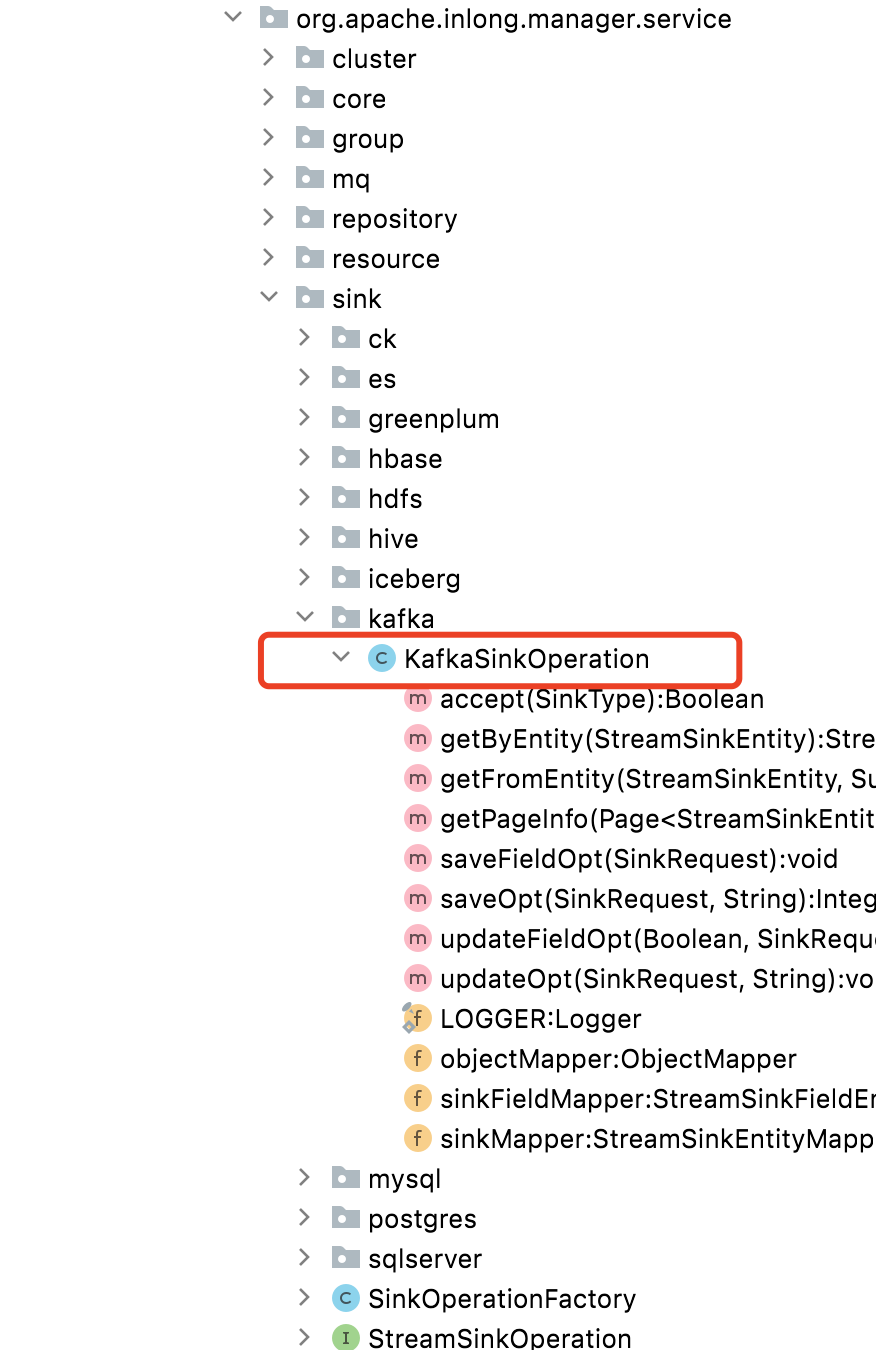 org.apache.inlong.manager.service
cluster
core
group
mq
repository
resource
sink
ck
es
greenplum
hbase
hdfs
hive
iceberg
kafka
C KafkaSinkOperation
m accept(SinkType):Boolean
m getByEntity(StreamSinkEntity):Stre
m getFromEntity(StreamSinkEntity, Su
m getPageInfo(Page<StreamSinkEntit
m saveFieldOpt(SinkRequest):void
m saveOpt(SinkRequest, String):Integ
m updateFieldOpt(Boolean, SinkReque
m updateOpt(SinkRequest, String):vo
f LOGGER:Logger
f objectMapper:ObjectMapper
f sinkFieldMapper:StreamSinkFieldEn
f sinkMapper:StreamSinkEntityMapp
mysql
postgres
sqlserver
C SinkOperationFactory
I StreamSinkOperation